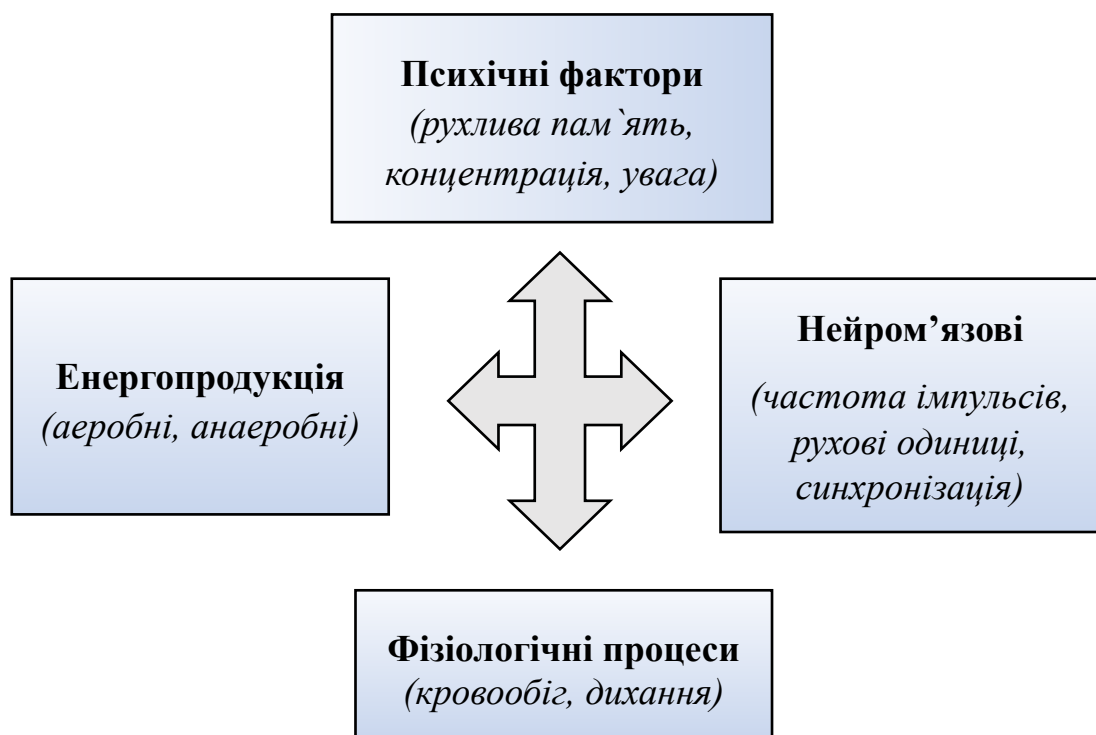 Психічні фактори
(рухлива пам`ять,
концентрація, увага)
Енергопродукція
(аеробні, анаеробні)
Нейром’язові
(частота імпульсів,
рухові одиниці,
синхронізація)
Фізіологічні процеси
(кровообіг, дихання)